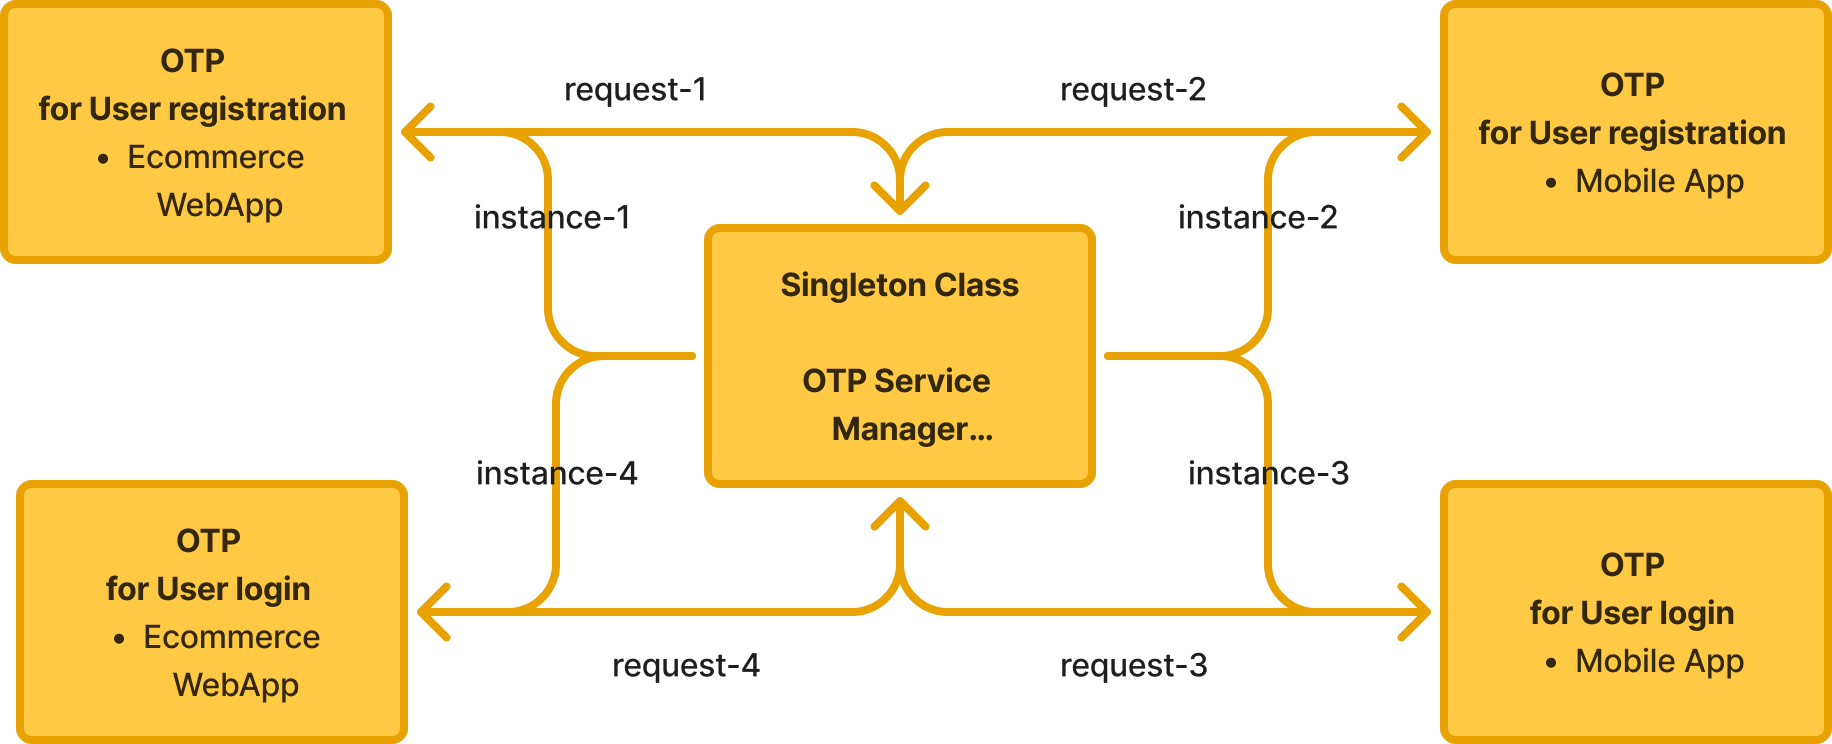 OTP
for User registration
• Ecommerce
WebApp
request-1
request-2
OTP
for User registration
• Mobile App
instance-1
instance-2
Singleton Class
OTP Service
Manager...
instance-4
instance-3
OTP
for User login
• Ecommerce
WebApp
request-4
request-3
OTP
for User login
• Mobile App